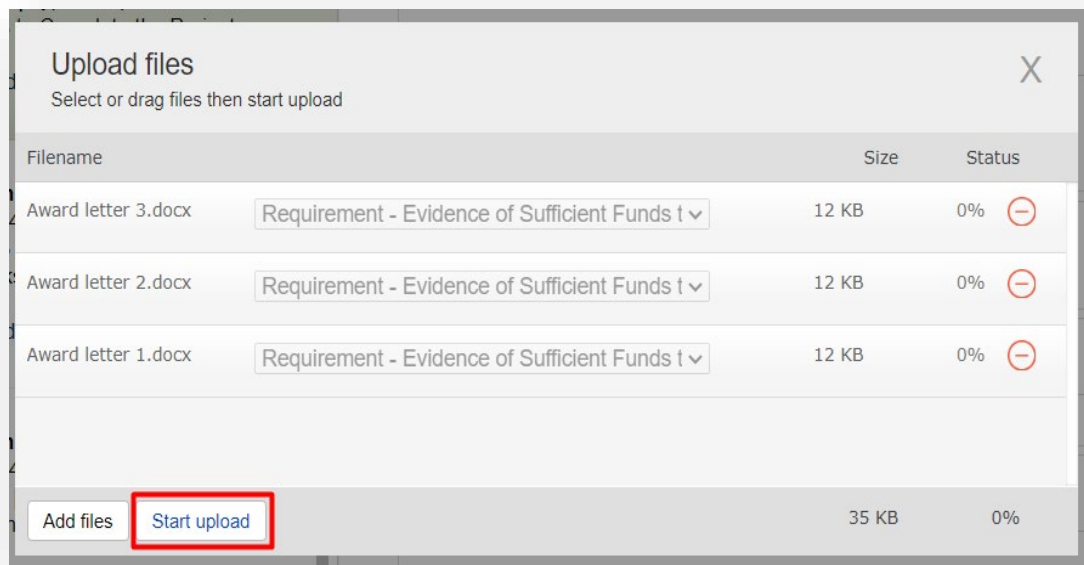 Upload files
X
Select or drag files then start upload
Filename Size Status
Award letter 3.docx Requirement - Evidence of Sufficient Funds t 12 KB 0%
Award letter 2.docx Requirement - Evidence of Sufficient Funds t 12 KB 0%
Award letter 1.docx Requirement - Evidence of Sufficient Funds t 12 KB 0%
Add files Start upload 35 KB 0%